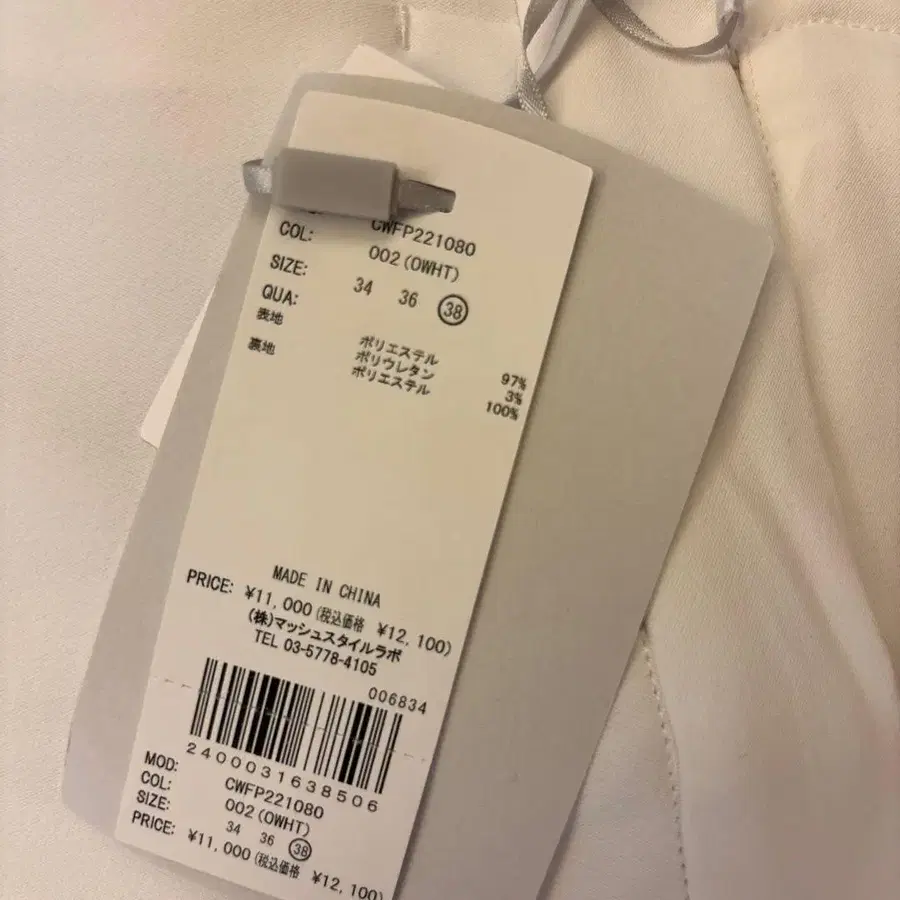 CWFP221080
COL: 002(OWHT)
SIZE: 34 36 38
QUA:
表地 ポリエステル 97%
ポリウレタン 3%
裏地 ポリエステル 100%
MADE IN CHINA
PRICE: ¥11,000(税込価格 ¥12,100)
(株)マッシュスタイルラボ
TEL 03-5778-4105
006834
2400031638506
MOD: CWFP221080
COL: 002(OWHT)
SIZE: 34 36 38
PRICE: ¥11,000(税込価格 ¥12,100)